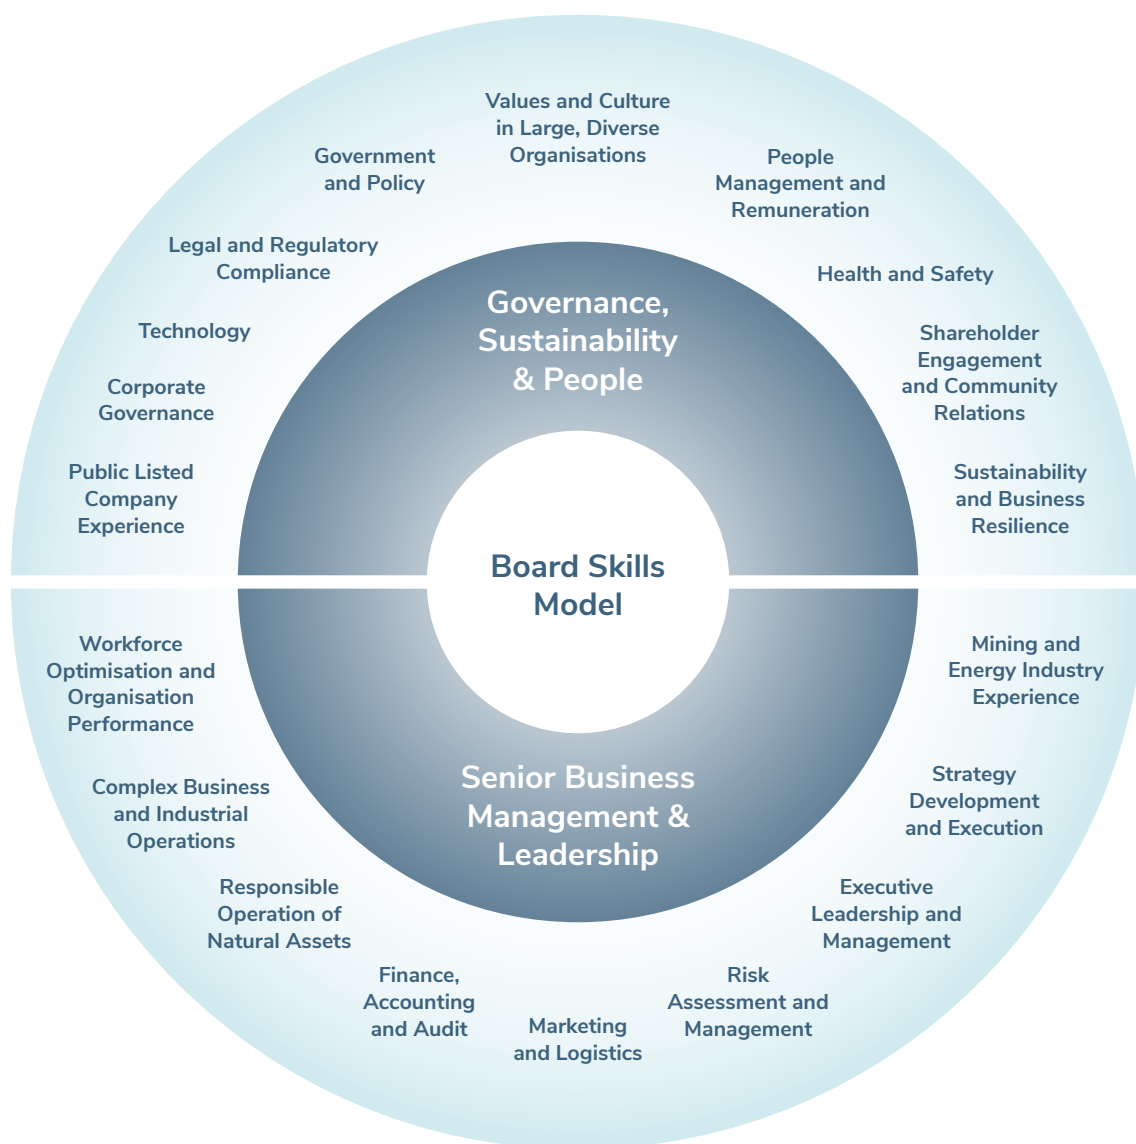 Values and Culture
in Large, Diverse
Organisations
Government
and Policy
People
Management and
Remuneration
Legal and Regulatory
Compliance
Health and Safety
Technology
Shareholder
Engagement
and Community
Relations
Corporate
Governance
Public Listed
Company
Experience
Sustainability
and Business
Resilience
Governance,
Sustainability
& People
Board Skills
Model
Senior Business
Management &
Leadership
Workforce
Optimisation and
Organisation
Performance
Mining and
Energy Industry
Experience
Complex Business
and Industrial
Operations
Strategy
Development
and Execution
Responsible
Operation of
Natural Assets
Executive
Leadership and
Management
Finance,
Accounting
and Audit
Risk
Assessment and
Management
Marketing
and Logistics